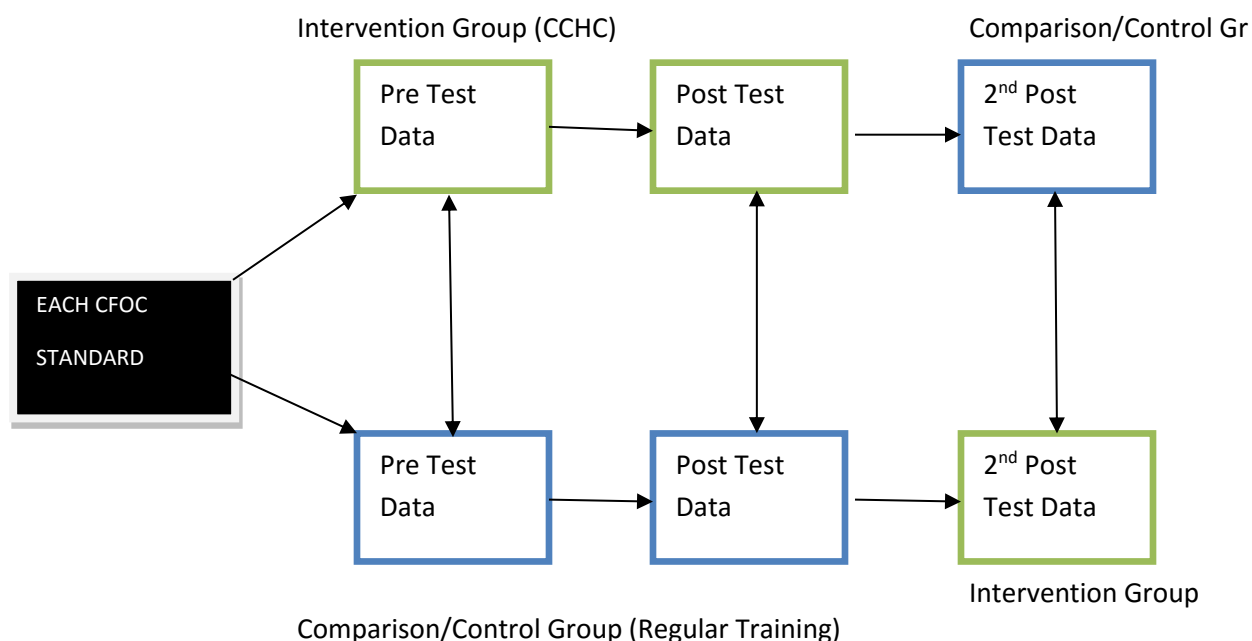 Intervention Group (CCHC)
Comparison/Control Gr
Pre Test
Data
Post Test
Data
2nd Post
Test Data
EACH CFOC
STANDARD
Pre Test
Data
Post Test
Data
2nd Post
Test Data
Intervention Group
Comparison/Control Group (Regular Training)